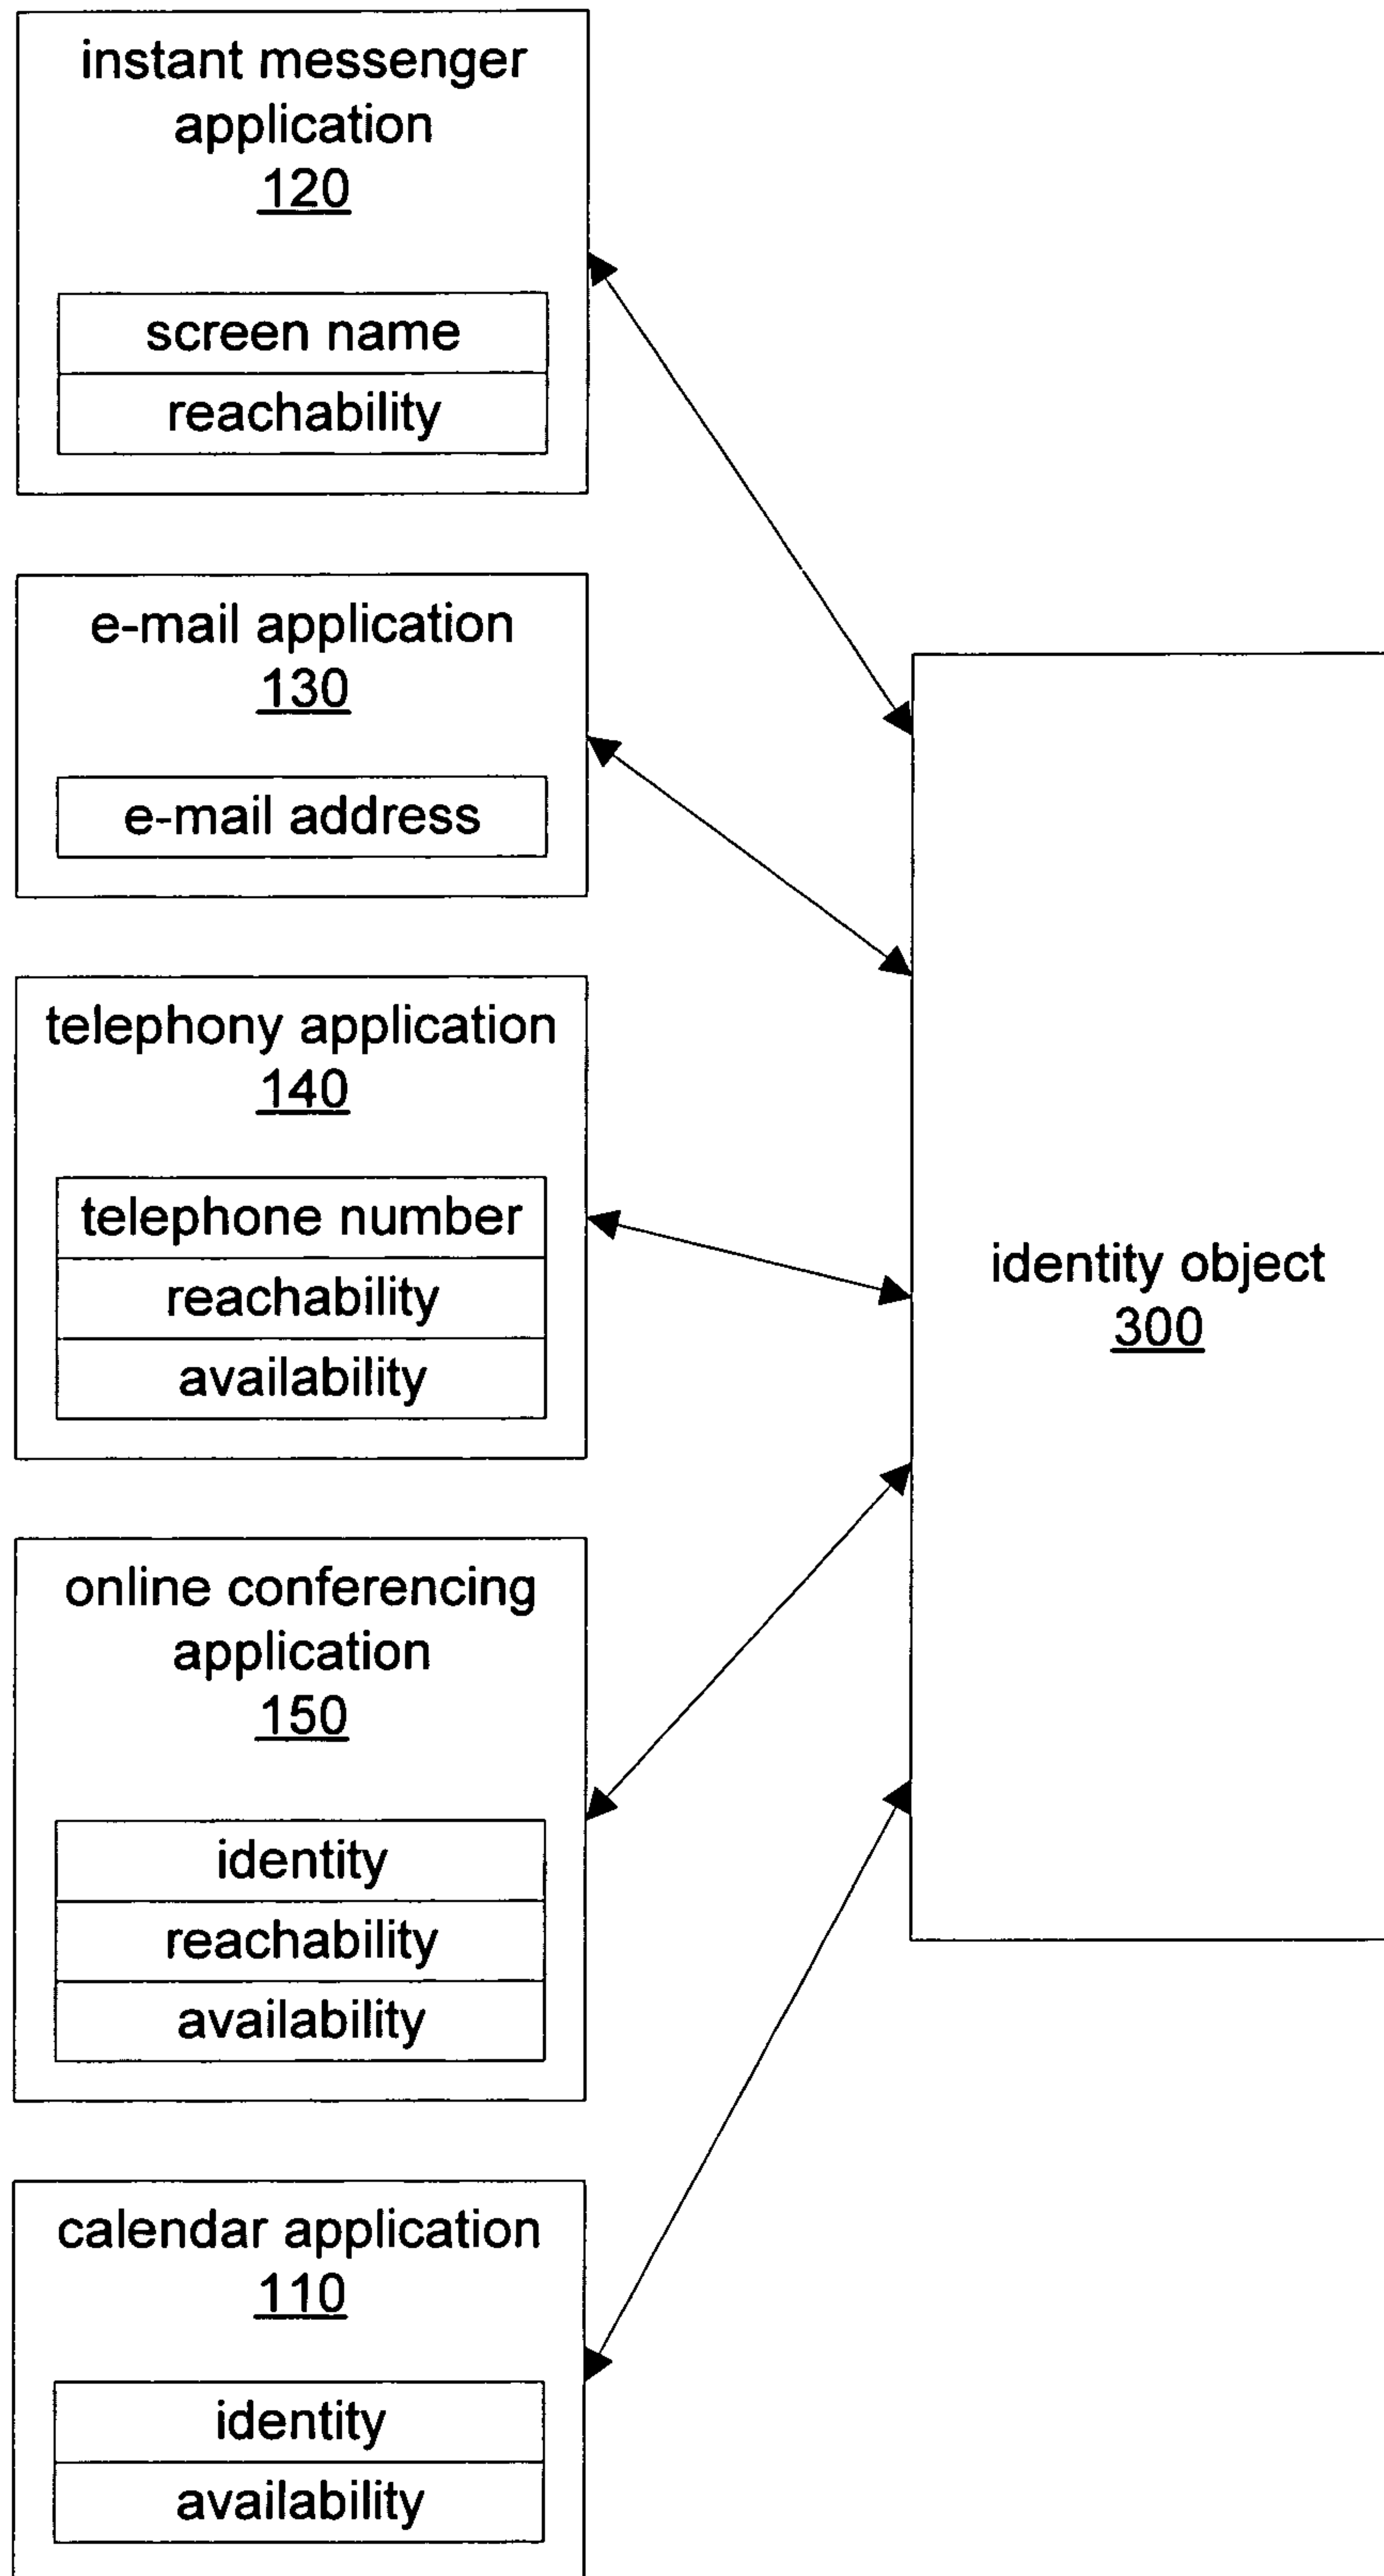 instant messenger
application
120
screen name
reachability
e-mail application
130
e-mail address
telephony application
140
telephone number
reachability
availability
identity object
300
online conferencing
application
150
identity
reachability
availability
calendar application
110
identity
availability